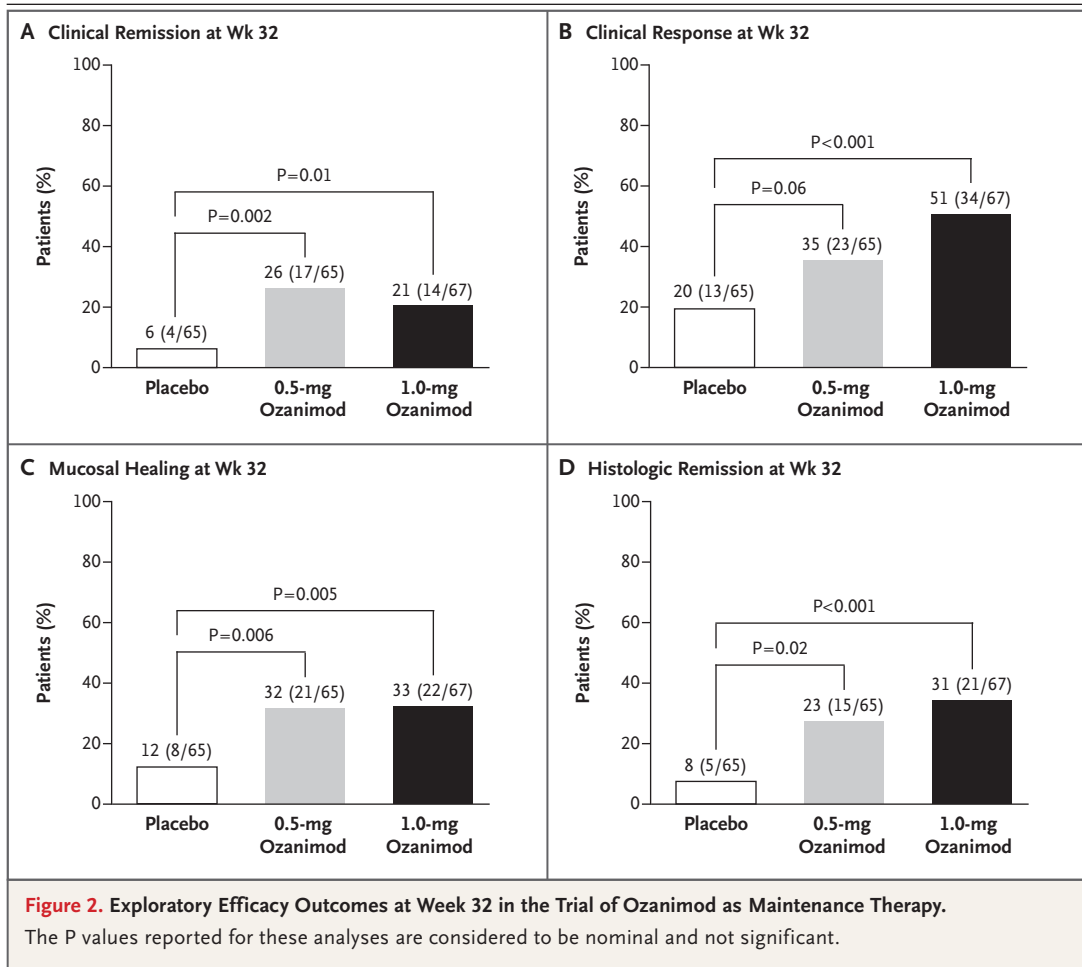 A Clinical Remission at Wk 32
100
80
60
40
20
0
Patients (%)
P=0.01
P=0.002
6 (4/65)
26 (17/65)
21 (14/67)
Placebo
0.5-mg
Ozanimod
1.0-mg
Ozanimod
B Clinical Response at Wk 32
100
80
60
40
20
0
Patients (%)
P<0.001
P=0.06
20 (13/65)
35 (23/65)
51 (34/67)
Placebo
0.5-mg
Ozanimod
1.0-mg
Ozanimod
C Mucosal Healing at Wk 32
100
80
60
40
20
0
Patients (%)
P=0.005
P=0.006
12 (8/65)
32 (21/65)
33 (22/67)
Placebo
0.5-mg
Ozanimod
1.0-mg
Ozanimod
D Histologic Remission at Wk 32
100
80
60
40
20
0
Patients (%)
P<0.001
P=0.02
8 (5/65)
23 (15/65)
31 (21/67)
Placebo
0.5-mg
Ozanimod
1.0-mg
Ozanimod
Figure 2. Exploratory Efficacy Outcomes at Week 32 in the Trial of Ozanimod as Maintenance Therapy.
The P values reported for these analyses are considered to be nominal and not significant.